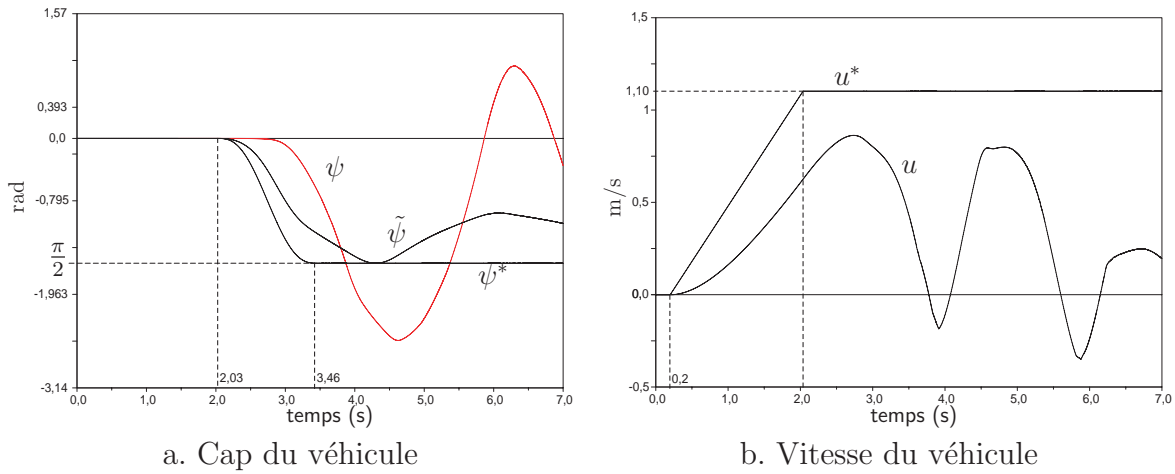 1,57
0,393
0,0
-0,795
π/2
-1,963
-3,14
rad
ψ
ψ̃
ψ*
2,03
3,46
0,0 1,0 2,0 3,0 4,0 5,0 6,0 7,0
temps (s)
a. Cap du véhicule
1,5
1,10
1
0,5
0,0
-0,5
m/s
u*
u
0,2
0,0 1,0 2,0 3,0 4,0 5,0 6,0 7,0
temps (s)
b. Vitesse du véhicule